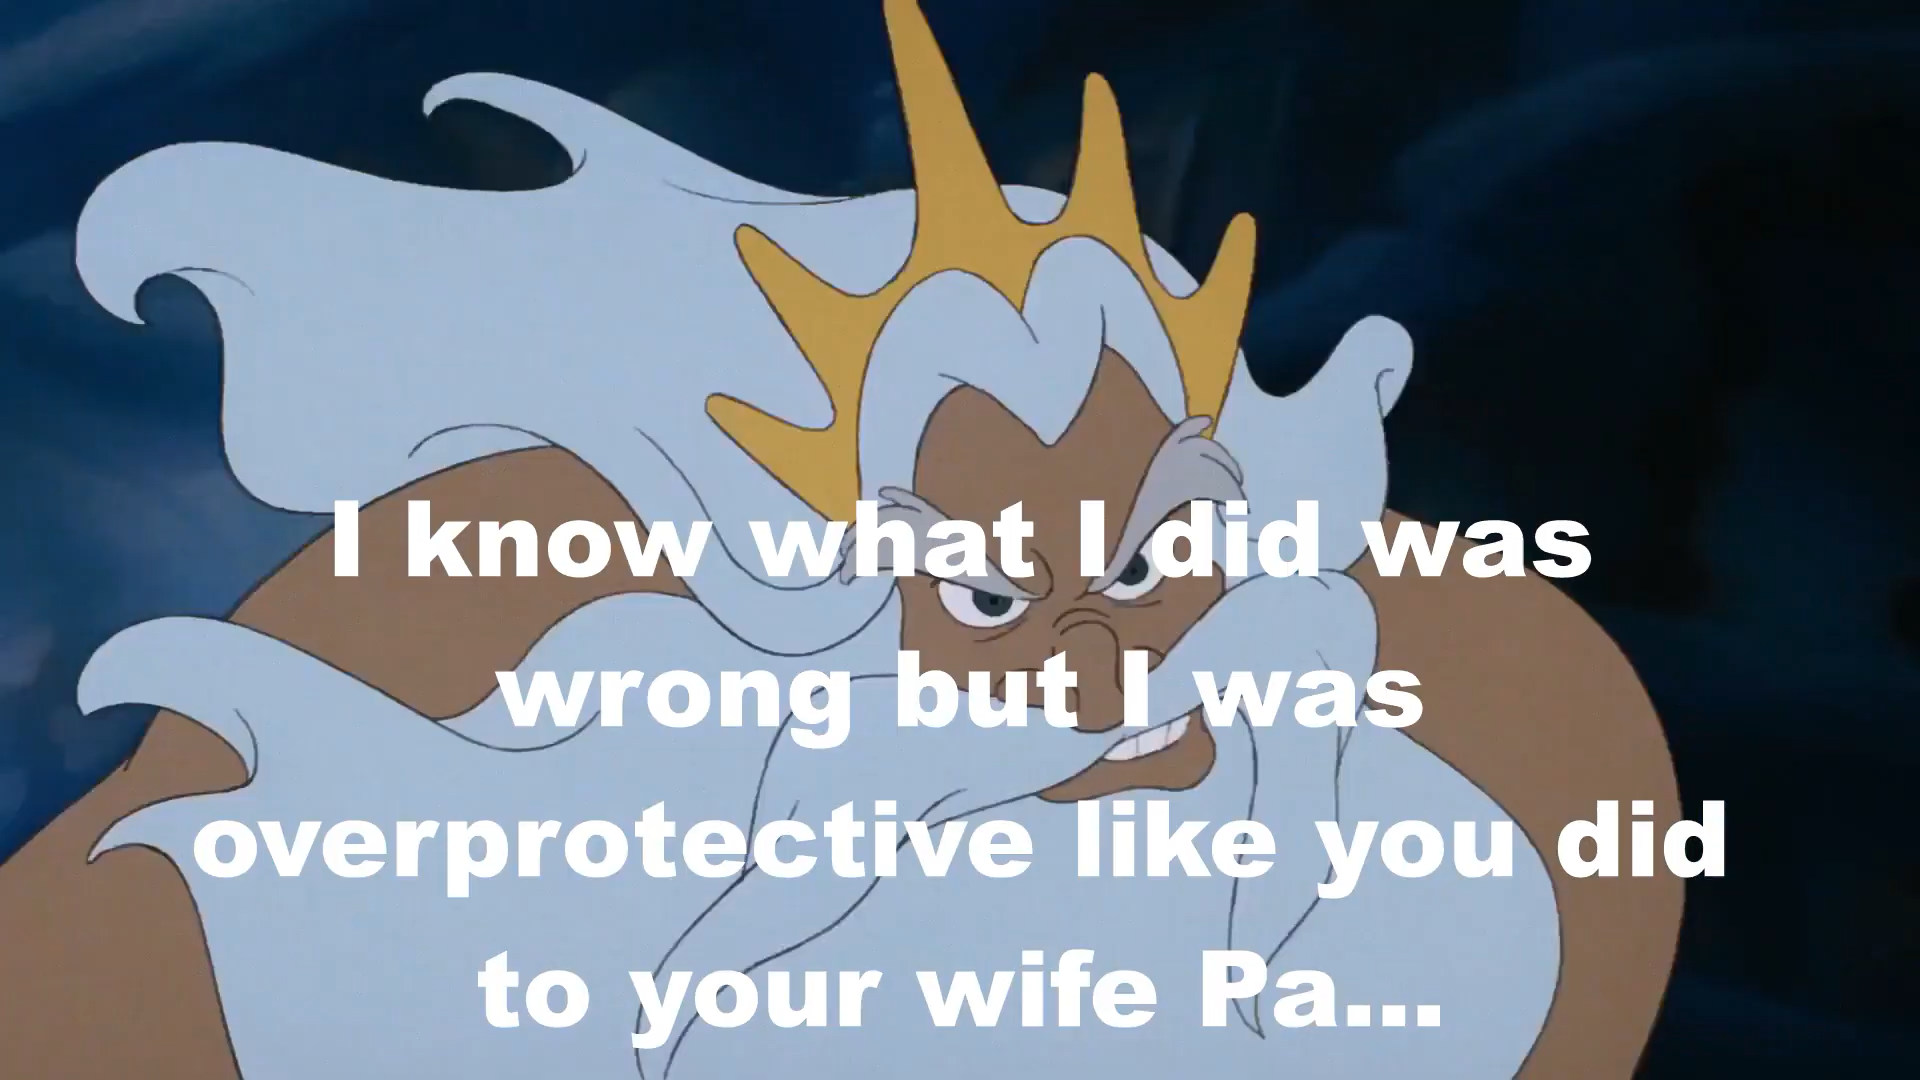 I know what I did was
wrong but I was
overprotective like you did
to your wife Pa...